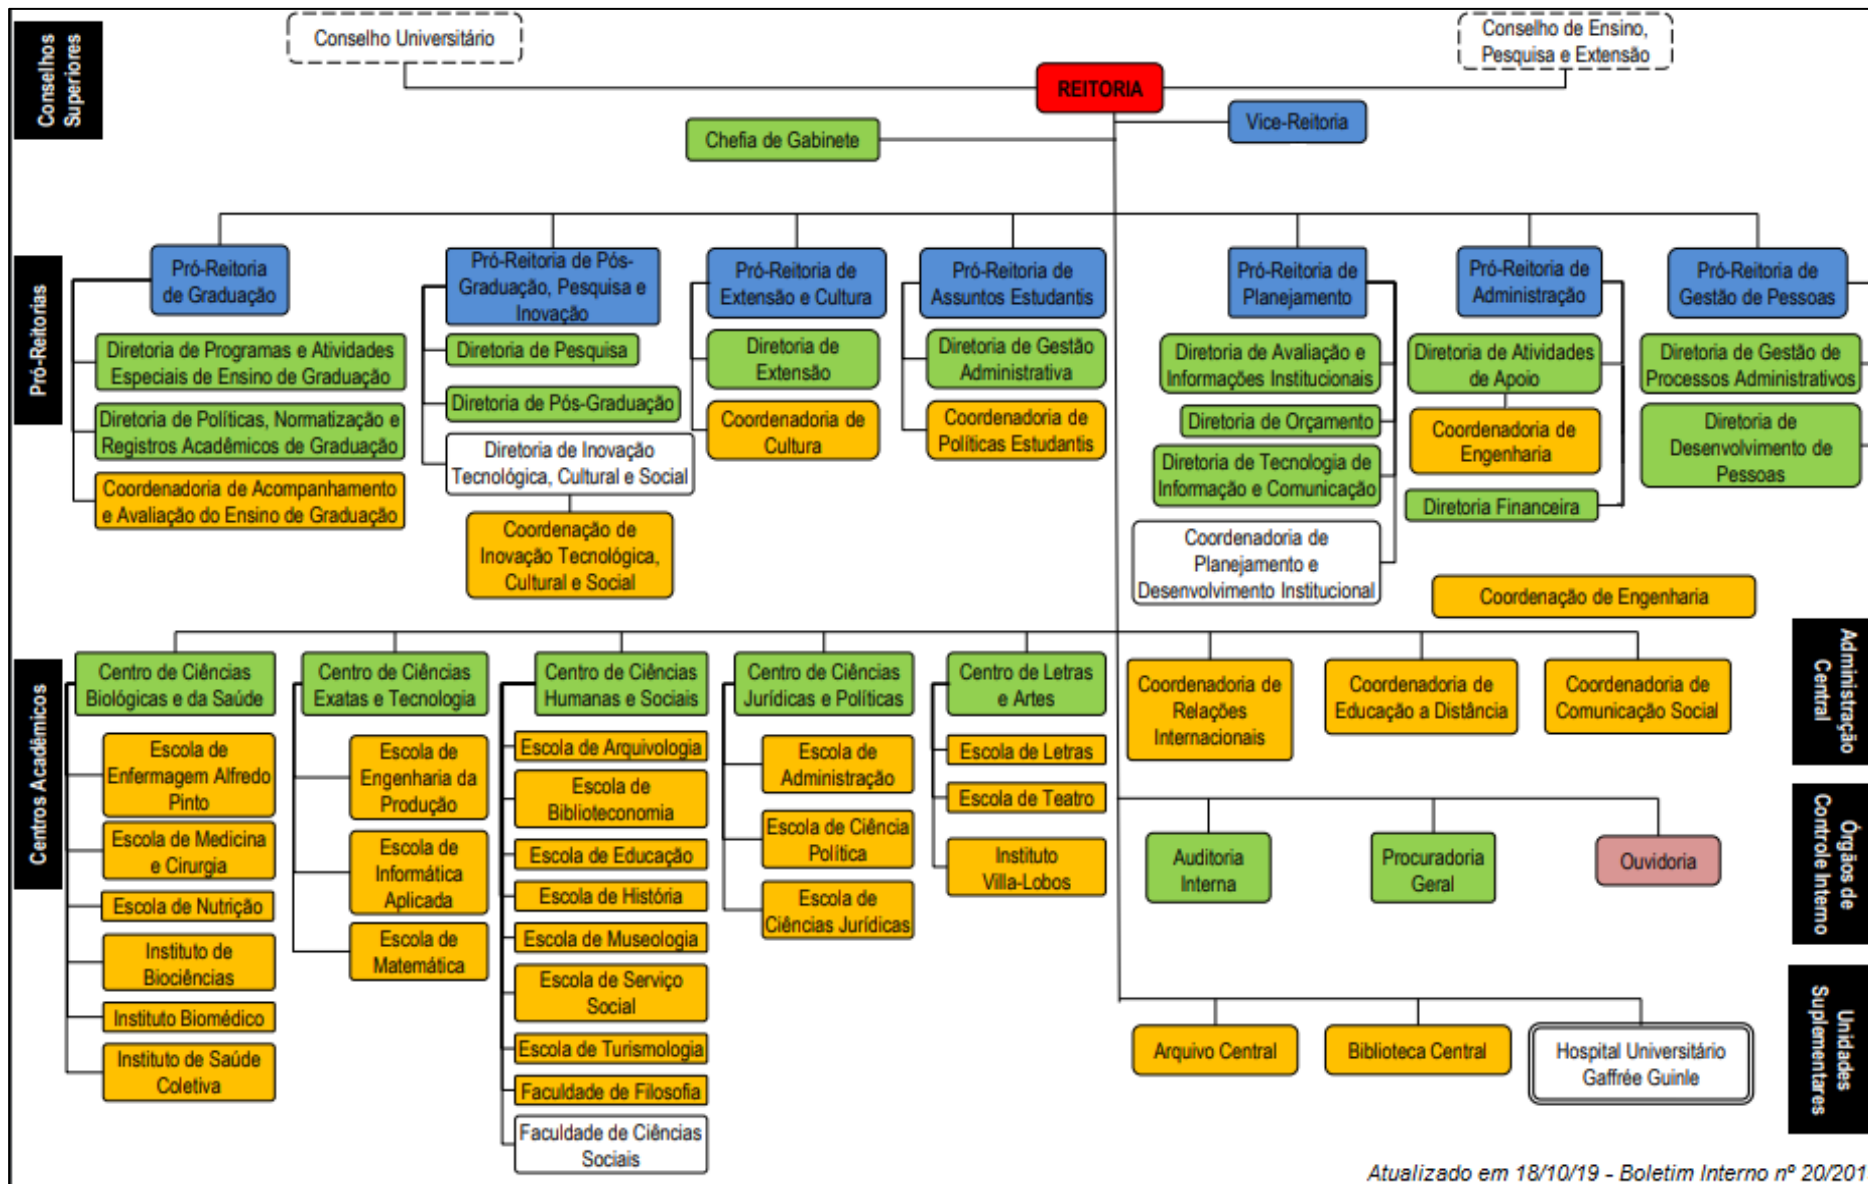 Conselhos
Superiores
Conselho Universitário
Conselho de Ensino,
Pesquisa e Extensão
REITORIA
Vice-Reitoria
Chefia de Gabinete
Pró-Reitorias
Pró-Reitoria
de Graduação
Diretoria de Programas e Atividades
Especiais de Ensino de Graduação
Diretoria de Políticas, Normatização e
Registros Acadêmicos de Graduação
Coordenadoria de Acompanhamento
e Avaliação do Ensino de Graduação
Pró-Reitoria de Pós-
Graduação, Pesquisa e
Inovação
Diretoria de Pesquisa
Diretoria de Pós-Graduação
Diretoria de Inovação
Tecnológica, Cultural e Social
Coordenação de
Inovação Tecnológica,
Cultural e Social
Pró-Reitoria de
Extensão e Cultura
Diretoria de
Extensão
Coordenadoria de
Cultura
Pró-Reitoria de
Assuntos Estudantis
Diretoria de Gestão
Administrativa
Coordenadoria de
Políticas Estudantis
Pró-Reitoria de
Planejamento
Diretoria de Avaliação e
Informações Institucionais
Diretoria de Orçamento
Diretoria de Tecnologia de
Informação e Comunicação
Coordenadoria de
Planejamento e
Desenvolvimento Institucional
Pró-Reitoria de
Administração
Diretoria de Atividades
de Apoio
Coordenadoria de
Engenharia
Diretoria Financeira
Pró-Reitoria de
Gestão de Pessoas
Diretoria de Gestão de
Processos Administrativos
Diretoria de
Desenvolvimento de
Pessoas
Coordenação de Engenharia
Centros Acadêmicos
Centro de Ciências
Biológicas e da Saúde
Escola de
Enfermagem Alfredo
Pinto
Escola de Medicina
e Cirurgia
Escola de Nutrição
Instituto de
Biociências
Instituto Biomédico
Instituto de Saúde
Coletiva
Centro de Ciências
Exatas e Tecnologia
Escola de
Engenharia da
Produção
Escola de
Informática
Aplicada
Escola de
Matemática
Centro de Ciências
Humanas e Sociais
Escola de Arquivologia
Escola de
Biblioteconomia
Escola de Educação
Escola de História
Escola de Museologia
Escola de Serviço
Social
Escola de Turismologia
Faculdade de Filosofia
Faculdade de Ciências
Sociais
Centro de Ciências
Jurídicas e Políticas
Escola de
Administração
Escola de Ciência
Política
Escola de
Ciências Jurídicas
Centro de Letras
e Artes
Escola de Letras
Escola de Teatro
Instituto
Villa-Lobos
Administração
Central
Coordenadoria de
Relações
Internacionais
Coordenadoria de
Educação a Distância
Coordenadoria de
Comunicação Social
Órgãos de
Controle Interno
Auditoria
Interna
Procuradoria
Geral
Ouvidoria
Unidades
Suplementares
Arquivo Central
Biblioteca Central
Hospital Universitário
Gaffrée Guinle
Atualizado em 18/10/19 - Boletim Interno nº 20/201